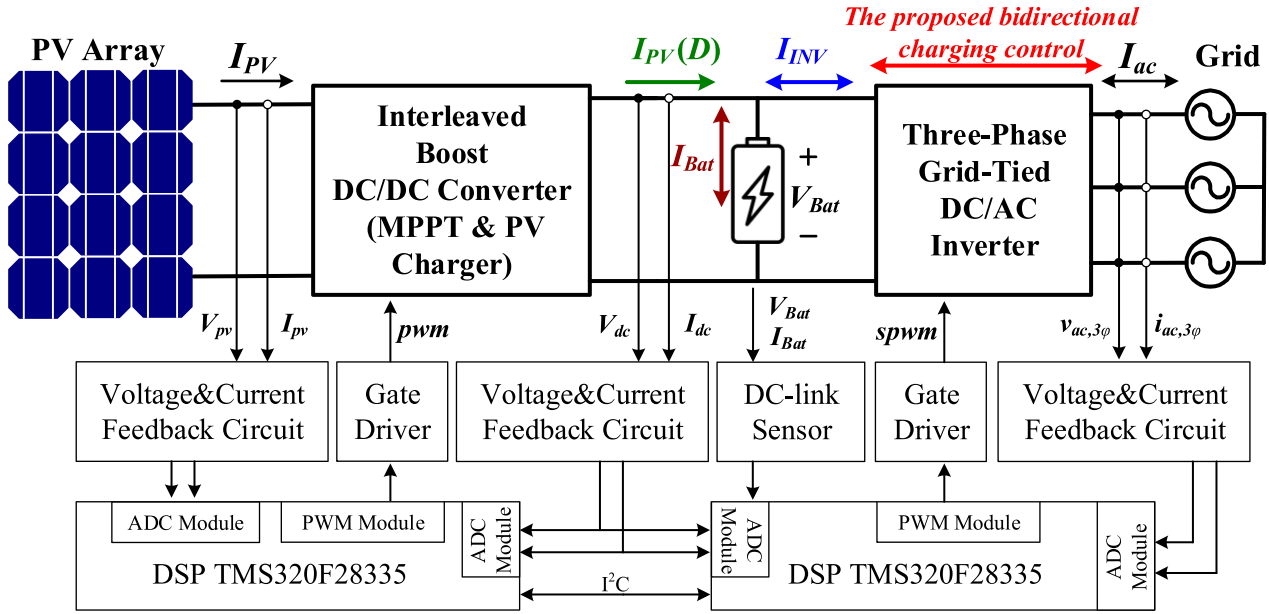 The proposed bidirectional
charging control
PV Array
I_PV
I_PV(D)
I_INV
I_ac
Grid
Interleaved
Boost
DC/DC Converter
(MPPT & PV
Charger)
I_Bat
+
V_Bat
−
Three-Phase
Grid-Tied
DC/AC
Inverter
V_pv
I_pv
pwm
V_dc
I_dc
V_Bat
I_Bat
spwm
v_ac,3φ
i_ac,3φ
Voltage&Current
Feedback Circuit
Gate
Driver
Voltage&Current
Feedback Circuit
DC-link
Sensor
Gate
Driver
Voltage&Current
Feedback Circuit
ADC Module
PWM Module
ADC
Module
DSP TMS320F28335
I²C
ADC
Module
PWM Module
ADC
Module
DSP TMS320F28335